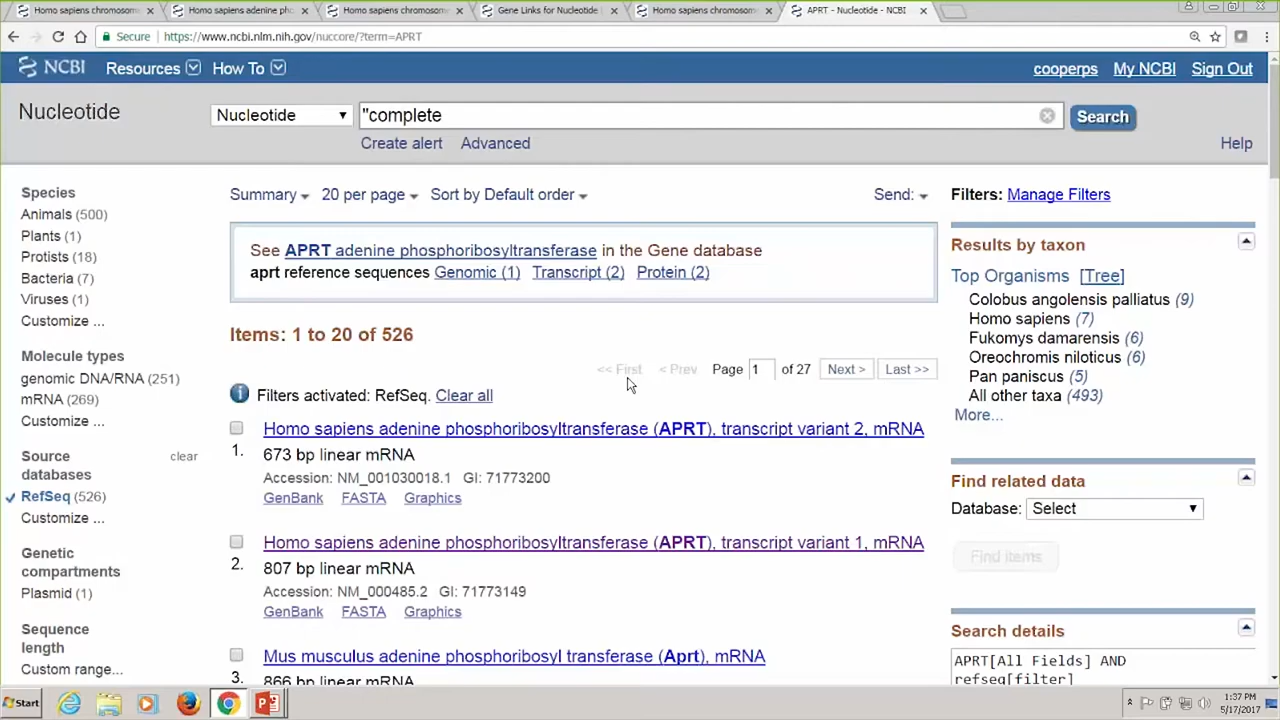 Homo sapiens chromosome
Homo sapiens adenine pho
Homo sapiens chromosome
Gene Links for Nucleotide
Homo sapiens chromosome
APRT - Nucleotide - NCBI
Secure https://www.ncbi.nlm.nih.gov/nuccore/?term=APRT
NCBI Resources How To cooperps My NCBI Sign Out
Nucleotide Nucleotide "complete Search
Create alert Advanced Help
Species
Animals (500)
Plants (1)
Protists (18)
Bacteria (7)
Viruses (1)
Customize ...
Molecule types
genomic DNA/RNA (251)
mRNA (269)
Customize ...
Source databases clear
RefSeq (526)
Customize ...
Genetic compartments
Plasmid (1)
Sequence length
Custom range...
Summary 20 per page Sort by Default order Send:
See APRT adenine phosphoribosyltransferase in the Gene database
aprt reference sequences Genomic (1) Transcript (2) Protein (2)
Items: 1 to 20 of 526
<< First < Prev Page 1 of 27 Next > Last >>
Filters activated: RefSeq. Clear all
Homo sapiens adenine phosphoribosyltransferase (APRT), transcript variant 2, mRNA
1. 673 bp linear mRNA
Accession: NM_001030018.1 GI: 71773200
GenBank FASTA Graphics
Homo sapiens adenine phosphoribosyltransferase (APRT), transcript variant 1, mRNA
2. 807 bp linear mRNA
Accession: NM_000485.2 GI: 71773149
GenBank FASTA Graphics
Mus musculus adenine phosphoribosyl transferase (Aprt), mRNA
3. 866 bp linear mRNA
Filters: Manage Filters
Results by taxon
Top Organisms [Tree]
Colobus angolensis palliatus (9)
Homo sapiens (7)
Fukomys damarensis (6)
Oreochromis niloticus (6)
Pan paniscus (5)
All other taxa (493)
More...
Find related data
Database: Select
Find items
Search details
APRT[All Fields] AND
refseq[filter]
Start
1:37 PM
5/17/2017